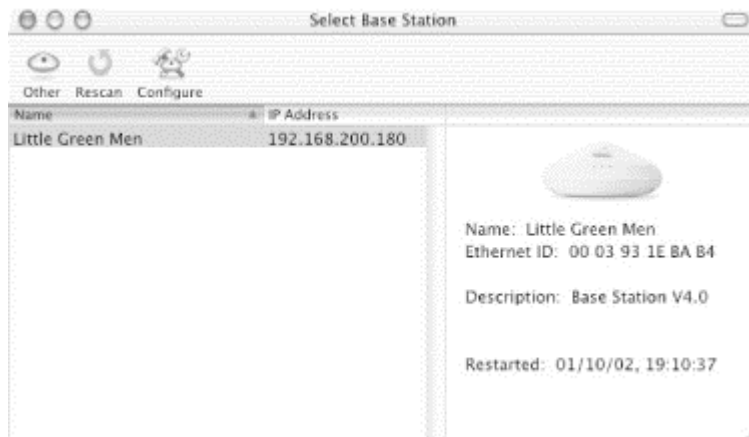 Select Base Station
Other Rescan Configure
Name IP Address
Little Green Men 192.168.200.180
Name: Little Green Men
Ethernet ID: 00 03 93 1E BA B4
Description: Base Station V4.0
Restarted: 01/10/02, 19:10:37